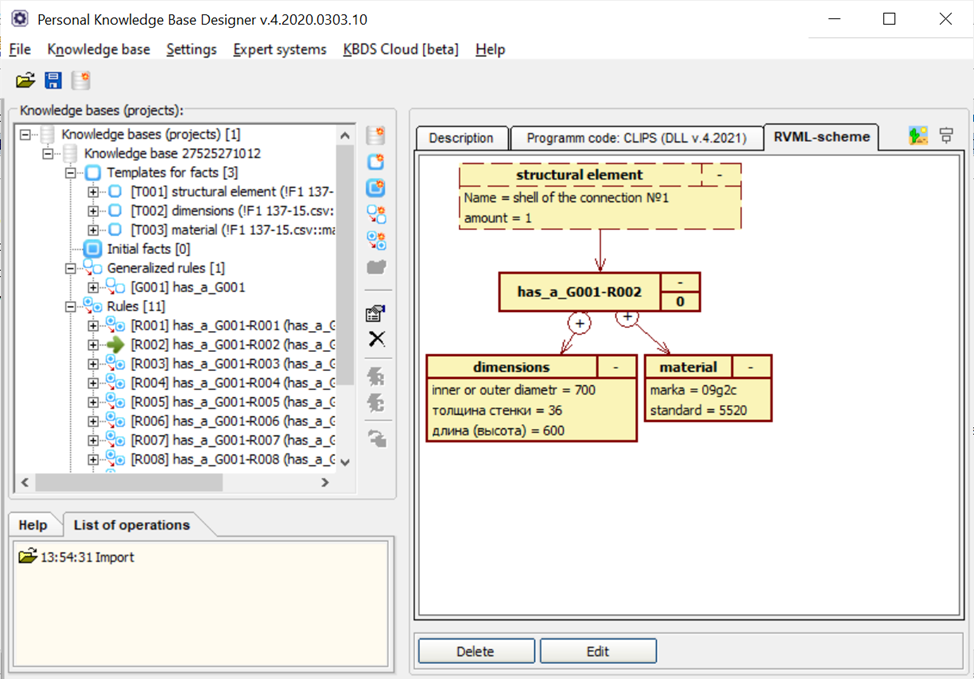 Personal Knowledge Base Designer v.4.2020.0303.10
File Knowledge base Settings Expert systems KBDS Cloud [beta] Help
Knowledge bases (projects):
Knowledge bases (projects) [1]
Knowledge base 27525271012
Templates for facts [3]
[T001] structural element (!F1 137-
[T002] dimensions (!F1 137-15.csv:
[T003] material (!F1 137-15.csv::ma
Initial facts [0]
Generalized rules [1]
[G001] has_a_G001
Rules [11]
[R001] has_a_G001-R001 (has_a_G
[R002] has_a_G001-R002 (has_a_G
[R003] has_a_G001-R003 (has_a_G
[R004] has_a_G001-R004 (has_a_G
[R005] has_a_G001-R005 (has_a_G
[R006] has_a_G001-R006 (has_a_G
[R007] has_a_G001-R007 (has_a_G
[R008] has_a_G001-R008 (has_a_G
Help List of operations
13:54:31 Import
Description Programm code: CLIPS (DLL v.4.2021) RVML-scheme
structural element -
Name = shell of the connection №1
amount = 1
has_a_G001-R002 -
0
+ +
dimensions -
inner or outer diametr = 700
толщина стенки = 36
длина (высота) = 600
material -
marka = 09g2c
standard = 5520
Delete Edit